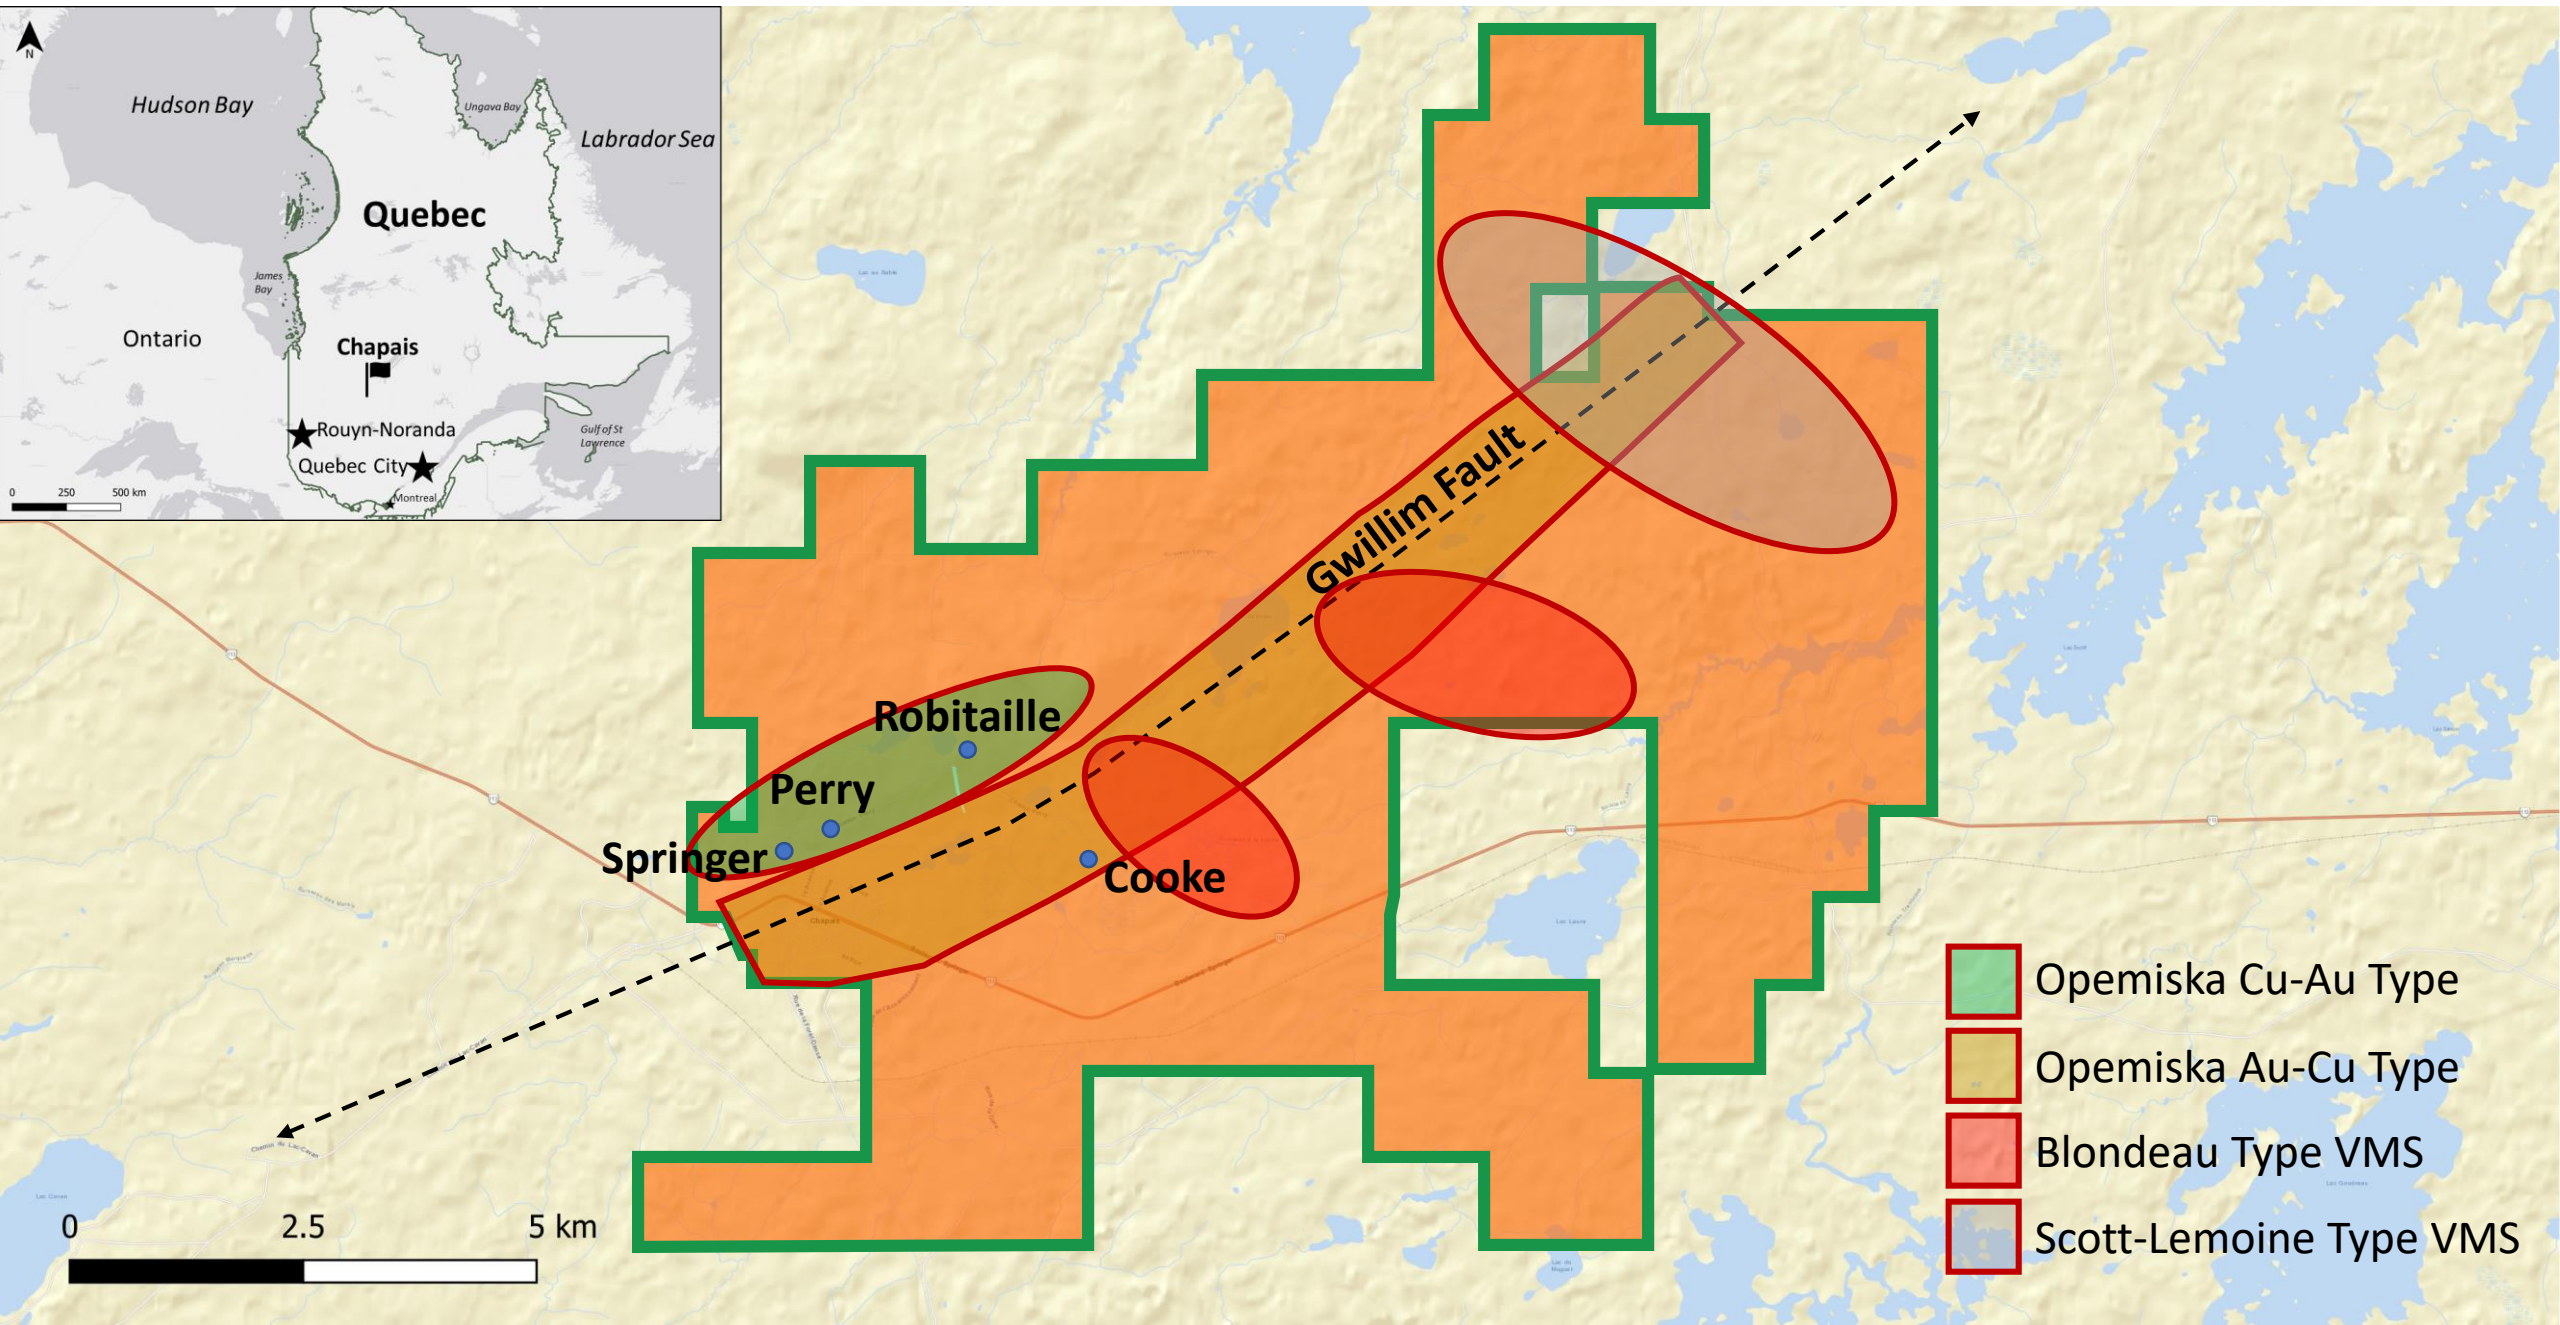 N
Hudson Bay
Ungava Bay
Labrador Sea
Quebec
James
Bay
Ontario
Chapais
Rouyn-Noranda
Quebec City
Montreal
Gulf of St
Lawrence
0 250 500 km
Gwillim Fault
Robitaille
Perry
Springer
Cooke
Chapais
Opemiska Cu-Au Type
Opemiska Au-Cu Type
Blondeau Type VMS
Scott-Lemoine Type VMS
0 2.5 5 km